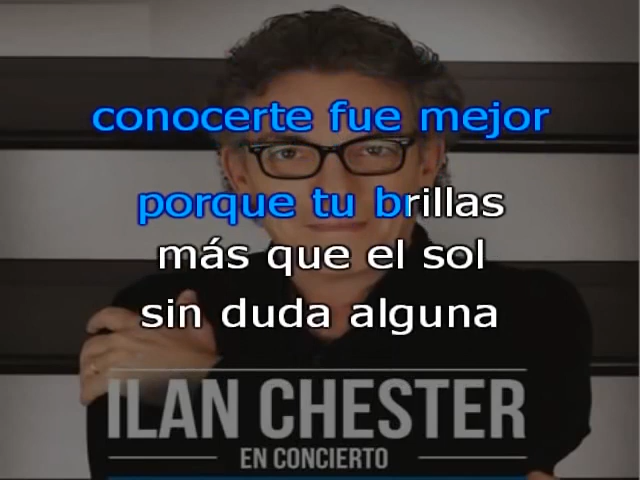 conocerte fue mejor
porque tu brillas
más que el sol
sin duda alguna
ILAN CHESTER
EN CONCIERTO